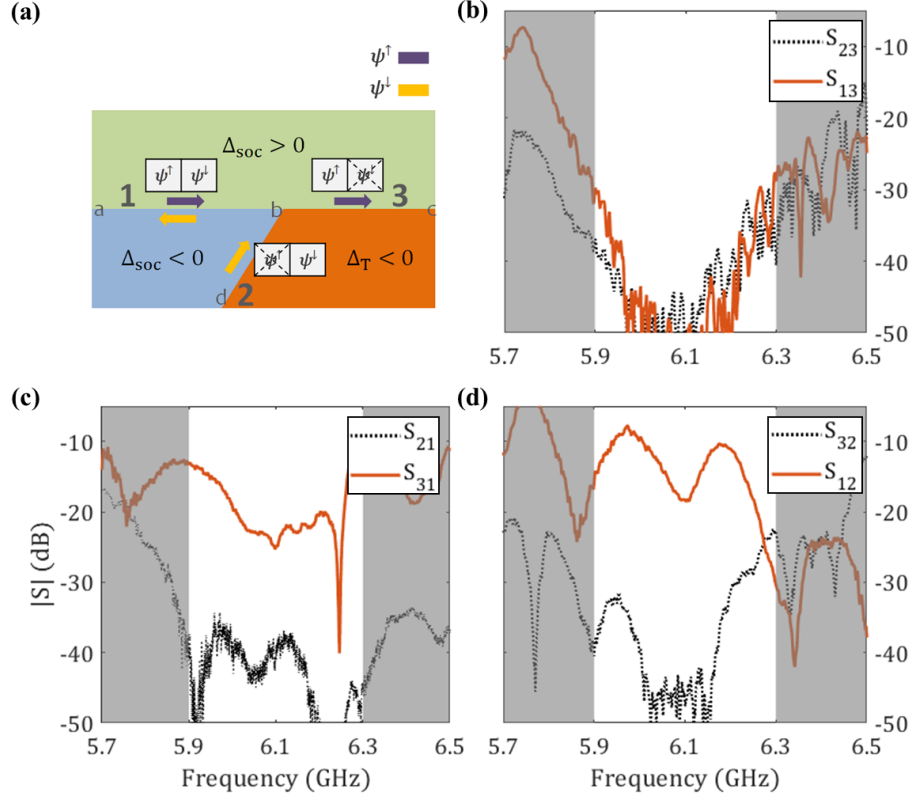 (a)
ψ↑
ψ↓
Δsoc > 0
ψ↑ ψ↓
ψ↑
1
3
a
b
c
Δsoc < 0
ψ↓
ΔT < 0
d
2
(b)
S23
S13
-10
-20
-30
-40
-50
5.7 5.9 6.1 6.3 6.5
(c)
S21
S31
|S| (dB)
-10
-20
-30
-40
-50
5.7 5.9 6.1 6.3 6.5
Frequency (GHz)
(d)
S32
S12
-10
-20
-30
-40
-50
5.7 5.9 6.1 6.3 6.5
Frequency (GHz)